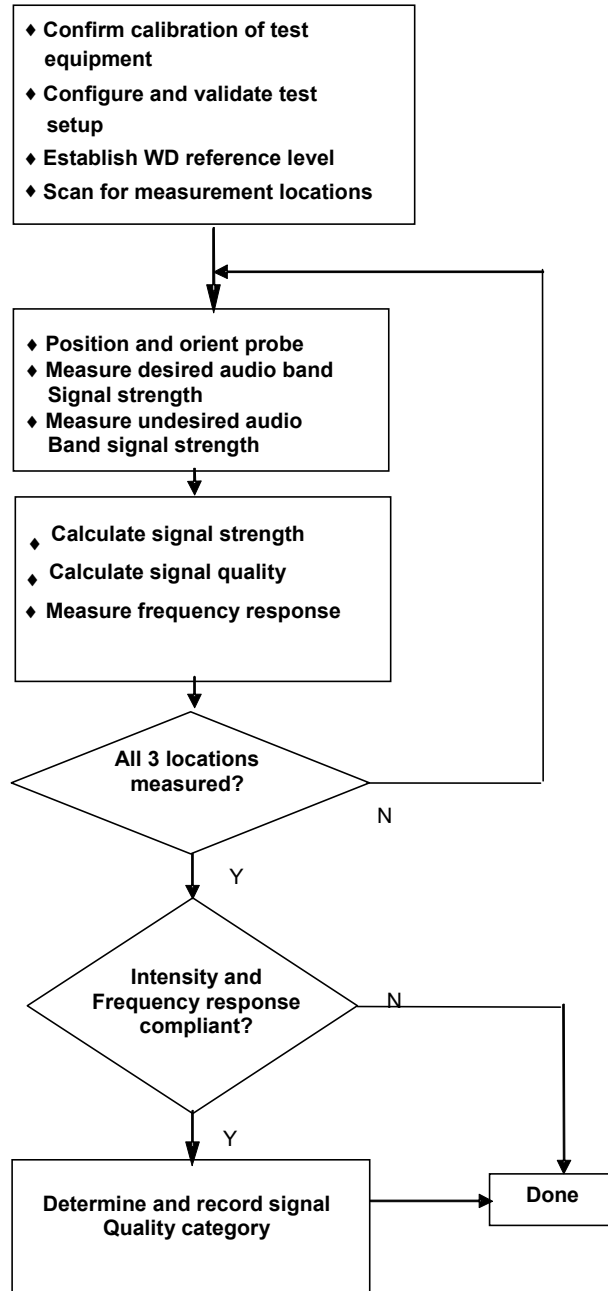 ♦ Confirm calibration of test
equipment
♦ Configure and validate test
setup
♦ Establish WD reference level
♦ Scan for measurement locations
♦ Position and orient probe
♦ Measure desired audio band
Signal strength
♦ Measure undesired audio
Band signal strength
♦ Calculate signal strength
♦ Calculate signal quality
♦ Measure frequency response
All 3 locations
measured?
N
Y
Intensity and
Frequency response
compliant?
N
Y
Determine and record signal
Quality category
Done